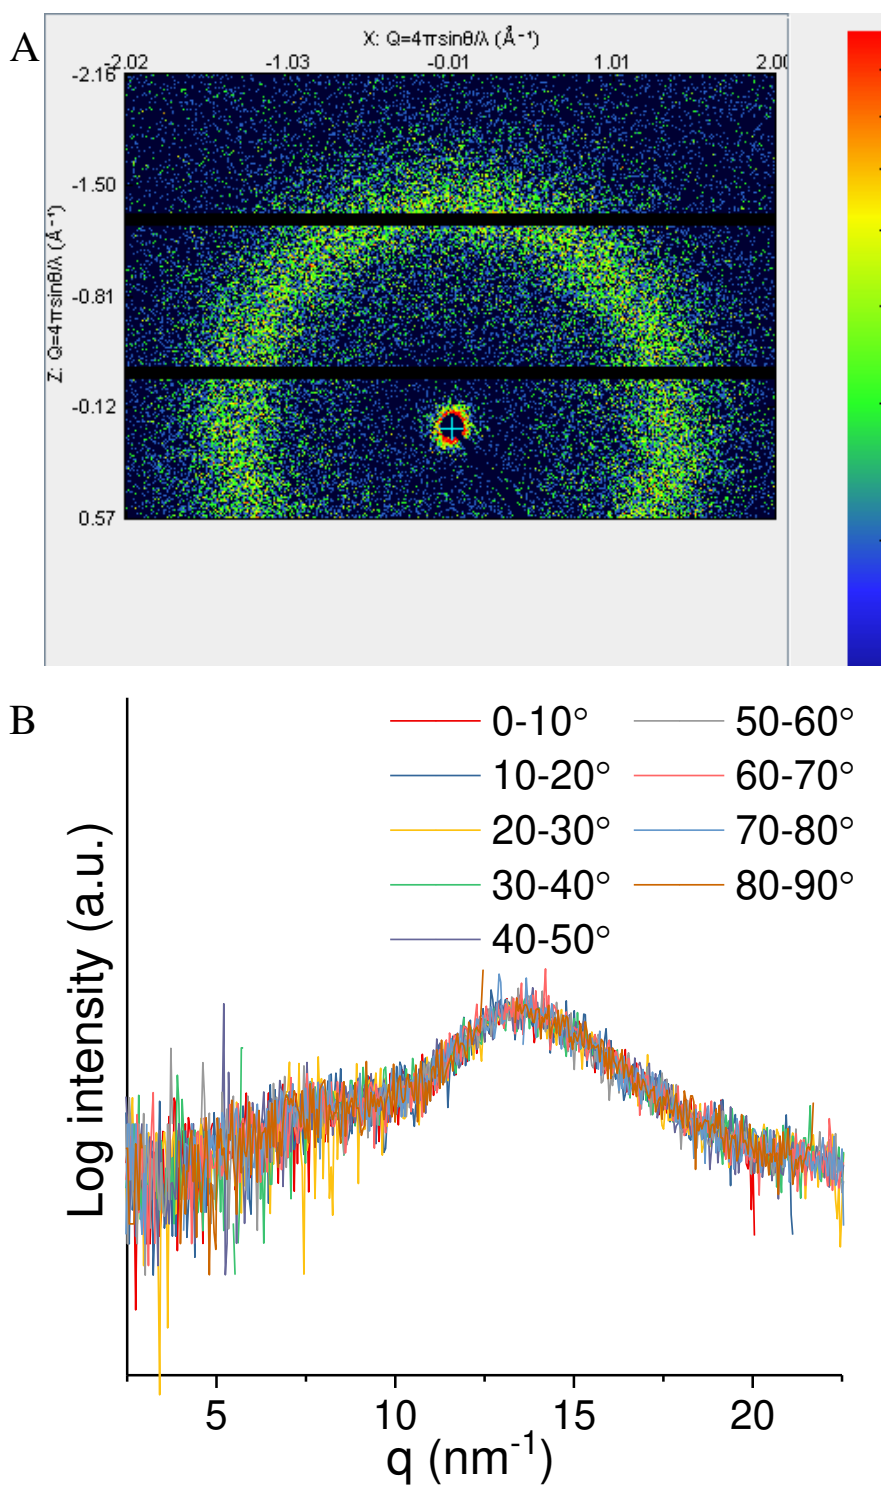 A
X: Q=4πsinθ/λ (Å⁻¹)
-2.02 -1.03 -0.01 1.01 2.00
-2.16
-1.50
-0.81
-0.12
0.57
Z: Q=4πsinθ/λ (Å⁻¹)
B
0-10° 50-60°
10-20° 60-70°
20-30° 70-80°
30-40° 80-90°
40-50°
Log intensity (a.u.)
5 10 15 20
q (nm⁻¹)